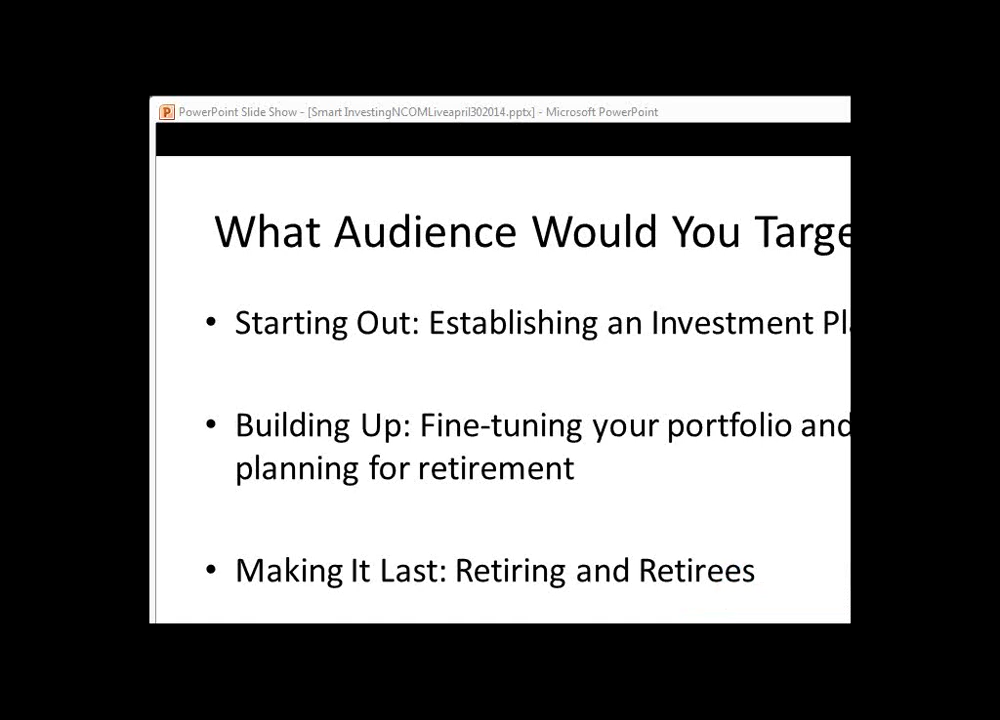 PowerPoint Slide Show - [Smart InvestingNCOMLiveapril302014.pptx] - Microsoft PowerPoint
What Audience Would You Targe
• Starting Out: Establishing an Investment Pl
• Building Up: Fine-tuning your portfolio and
planning for retirement
• Making It Last: Retiring and Retirees